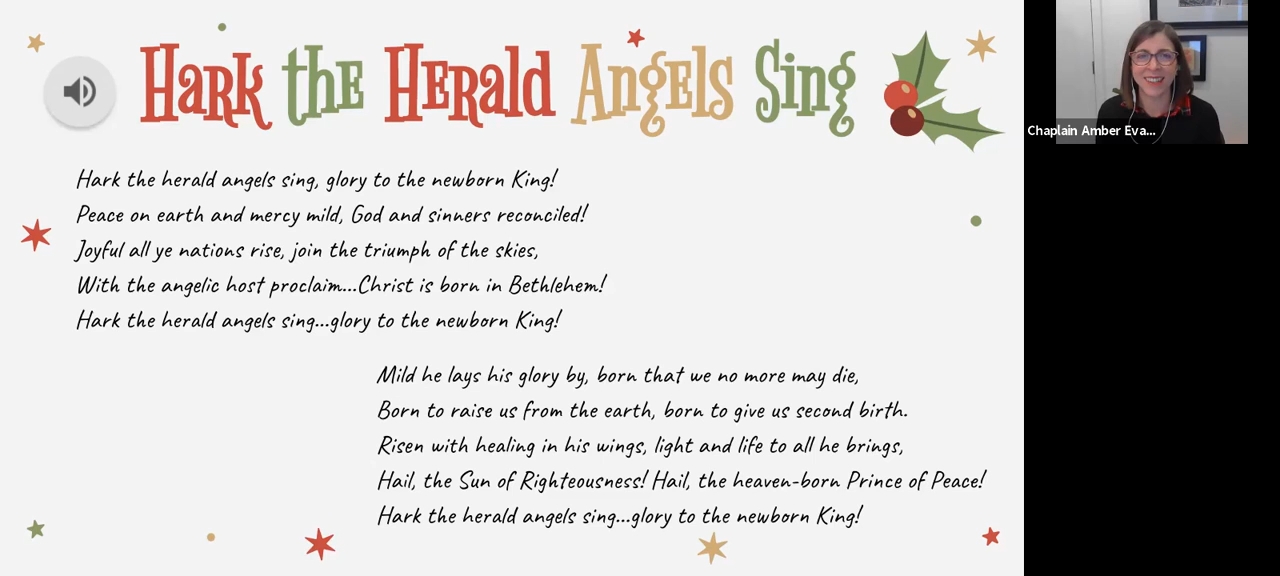 Hark the Herald Angels Sing
Chaplain Amber Eva...
Hark the herald angels sing, glory to the newborn King!
Peace on earth and mercy mild, God and sinners reconciled!
Joyful all ye nations rise, join the triumph of the skies,
With the angelic host proclaim...Christ is born in Bethlehem!
Hark the herald angels sing...glory to the newborn King!
Mild he lays his glory by, born that we no more may die,
Born to raise us from the earth, born to give us second birth.
Risen with healing in his wings, light and life to all he brings,
Hail, the Sun of Righteousness! Hail, the heaven-born Prince of Peace!
Hark the herald angels sing...glory to the newborn King!